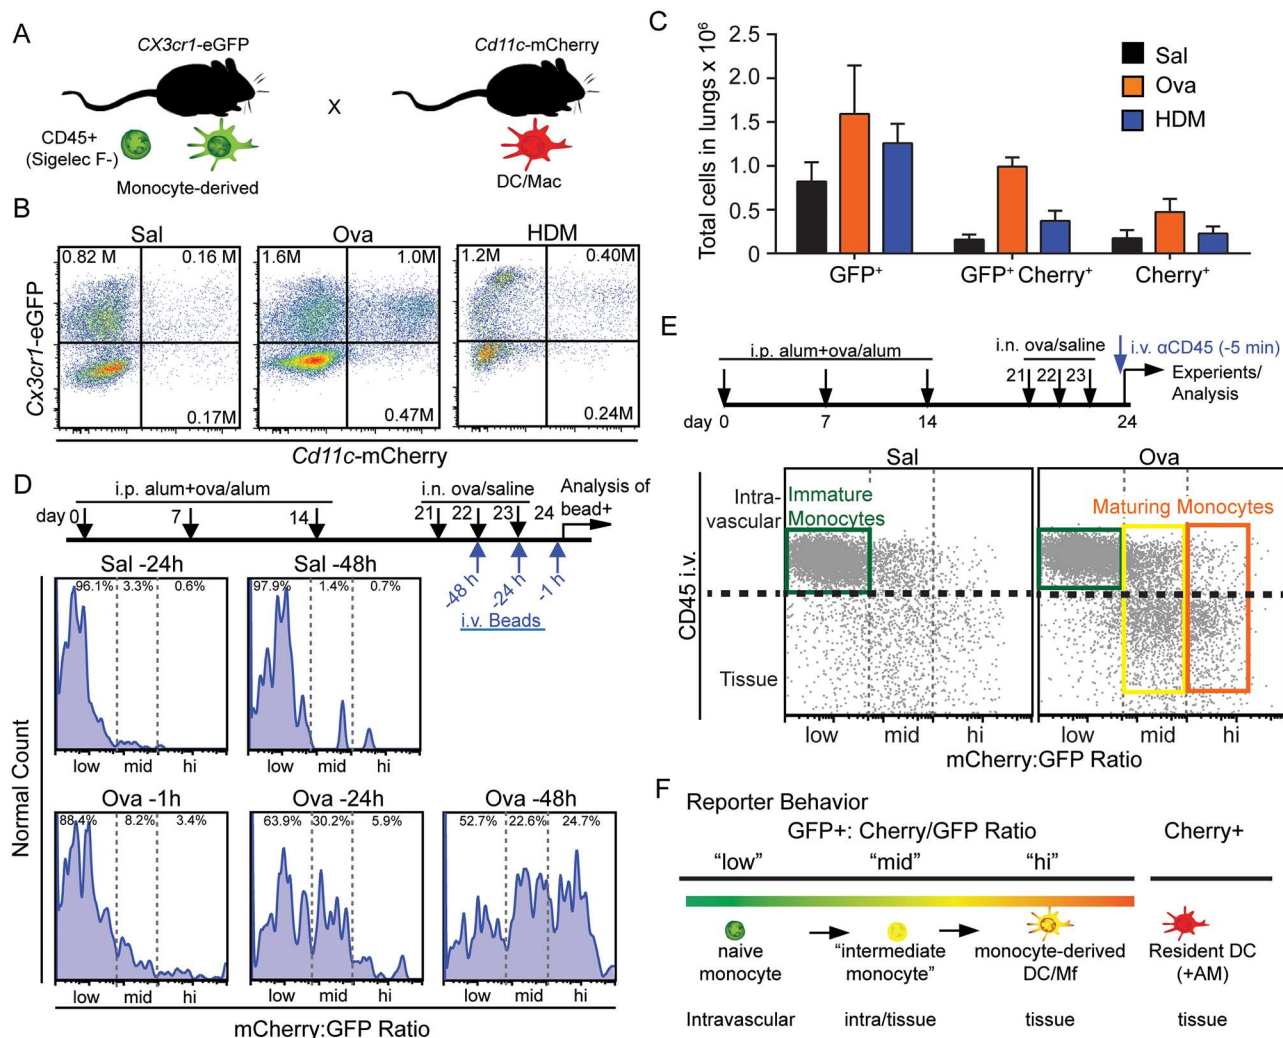 A
CX3cr1-eGFP
Cd11c-mCherry
X
CD45+
(Sigelec F-)
Monocyte-derived
DC/Mac
B
Sal
Ova
HDM
0.82 M
0.16 M
1.6M
1.0M
1.2M
0.40M
0.17M
0.47M
0.24M
Cx3cr1-eGFP
Cd11c-mCherry
C
Total cells in lungs x 10⁶
2.5
2.0
1.5
1.0
0.5
0
Sal
Ova
HDM
GFP⁺
GFP⁺ Cherry⁺
Cherry⁺
D
i.p. alum+ova/alum
i.n. ova/saline
Analysis of
bead+
day 0
7
14
21
22
23
24
-48 h
-24 h
-1 h
i.v. Beads
Sal -24h
Sal -48h
96.1%
3.3%
0.6%
97.9%
1.4%
0.7%
low
mid
hi
low
mid
hi
Ova -1h
Ova -24h
Ova -48h
88.4%
8.2%
3.4%
63.9%
30.2%
5.9%
52.7%
22.6%
24.7%
low
mid
hi
low
mid
hi
low
mid
hi
Normal Count
mCherry:GFP Ratio
E
i.p. alum+ova/alum
i.n. ova/saline
i.v. αCD45 (-5 min)
Experients/
Analysis
21
22
23
day 0
7
14
24
Sal
Ova
CD45 i.v.
Intra-
vascular
Tissue
Immature
Monocytes
Maturing Monocytes
low
mid
hi
low
mid
hi
mCherry:GFP Ratio
F
Reporter Behavior
GFP+: Cherry/GFP Ratio
Cherry+
“low”
“mid”
“hi”
naive
monocyte
“intermediate
monocyte”
monocyte-derived
DC/Mf
Resident DC
(+AM)
Intravascular
intra/tissue
tissue
tissue